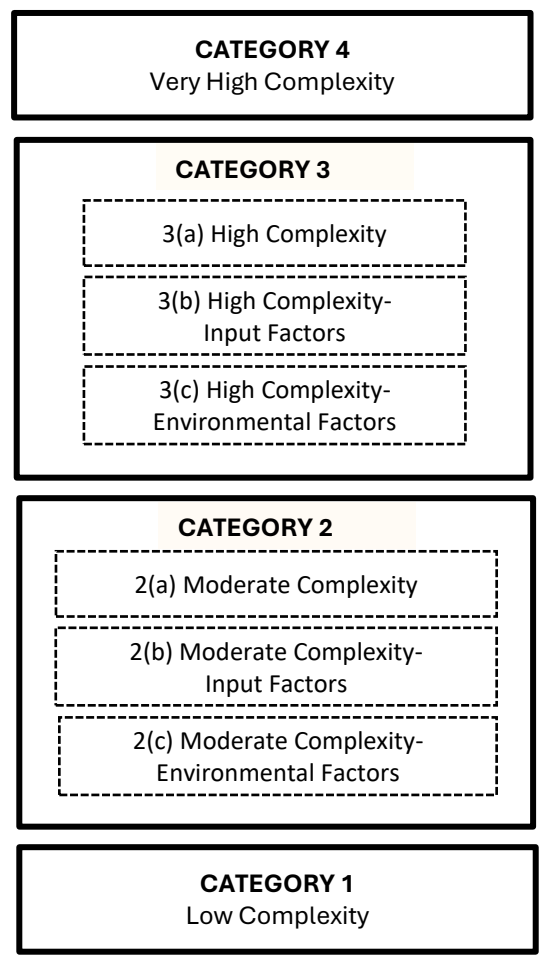 CATEGORY 4
Very High Complexity
CATEGORY 3
3(a) High Complexity
3(b) High Complexity-
Input Factors
3(c) High Complexity-
Environmental Factors
CATEGORY 2
2(a) Moderate Complexity
2(b) Moderate Complexity-
Input Factors
2(c) Moderate Complexity-
Environmental Factors
CATEGORY 1
Low Complexity